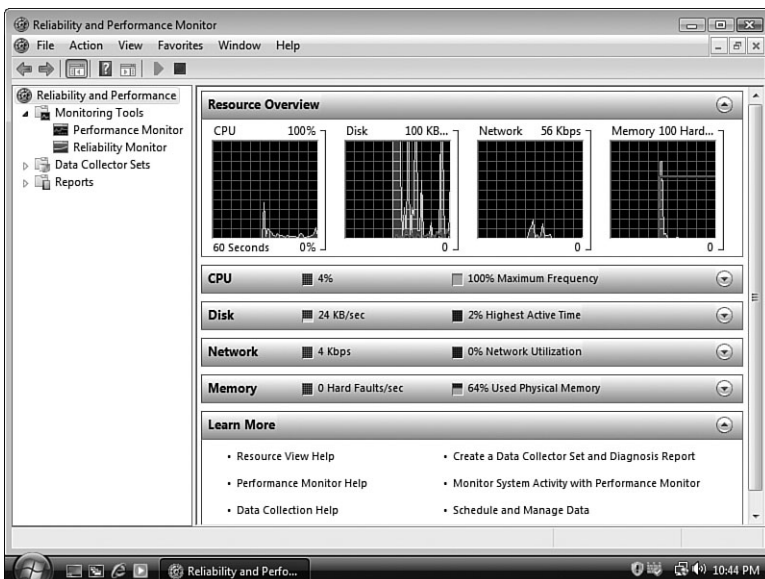 Reliability and Performance Monitor
File Action View Favorites Window Help
Reliability and Performance
Monitoring Tools
Performance Monitor
Reliability Monitor
Data Collector Sets
Reports
Resource Overview
CPU 100% Disk 100 KB... Network 56 Kbps Memory 100 Hard...
60 Seconds 0% 0 0 0
CPU 4% 100% Maximum Frequency
Disk 24 KB/sec 2% Highest Active Time
Network 4 Kbps 0% Network Utilization
Memory 0 Hard Faults/sec 64% Used Physical Memory
Learn More
• Resource View Help • Create a Data Collector Set and Diagnosis Report
• Performance Monitor Help • Monitor System Activity with Performance Monitor
• Data Collection Help • Schedule and Manage Data
Reliability and Perfo... 10:44 PM